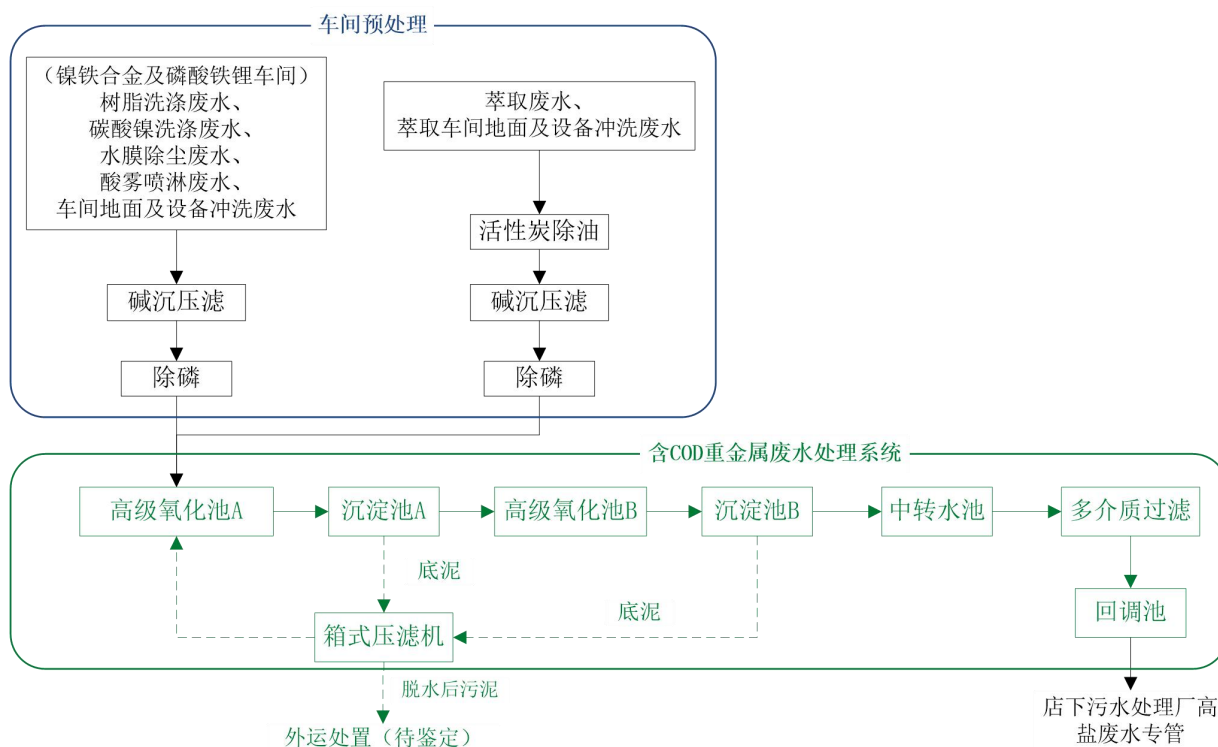 车间预处理
（镍铁合金及磷酸铁锂车间）
树脂洗涤废水、
碳酸镍洗涤废水、
水膜除尘废水、
酸雾喷淋废水、
车间地面及设备冲洗废水
萃取废水、
萃取车间地面及设备冲洗废水
活性炭除油
碱沉压滤
碱沉压滤
除磷
除磷
含COD重金属废水处理系统
高级氧化池A
沉淀池A
高级氧化池B
沉淀池B
中转水池
多介质过滤
底泥
底泥
回调池
箱式压滤机
脱水后污泥
外运处置（待鉴定）
店下污水处理厂高
盐废水专管